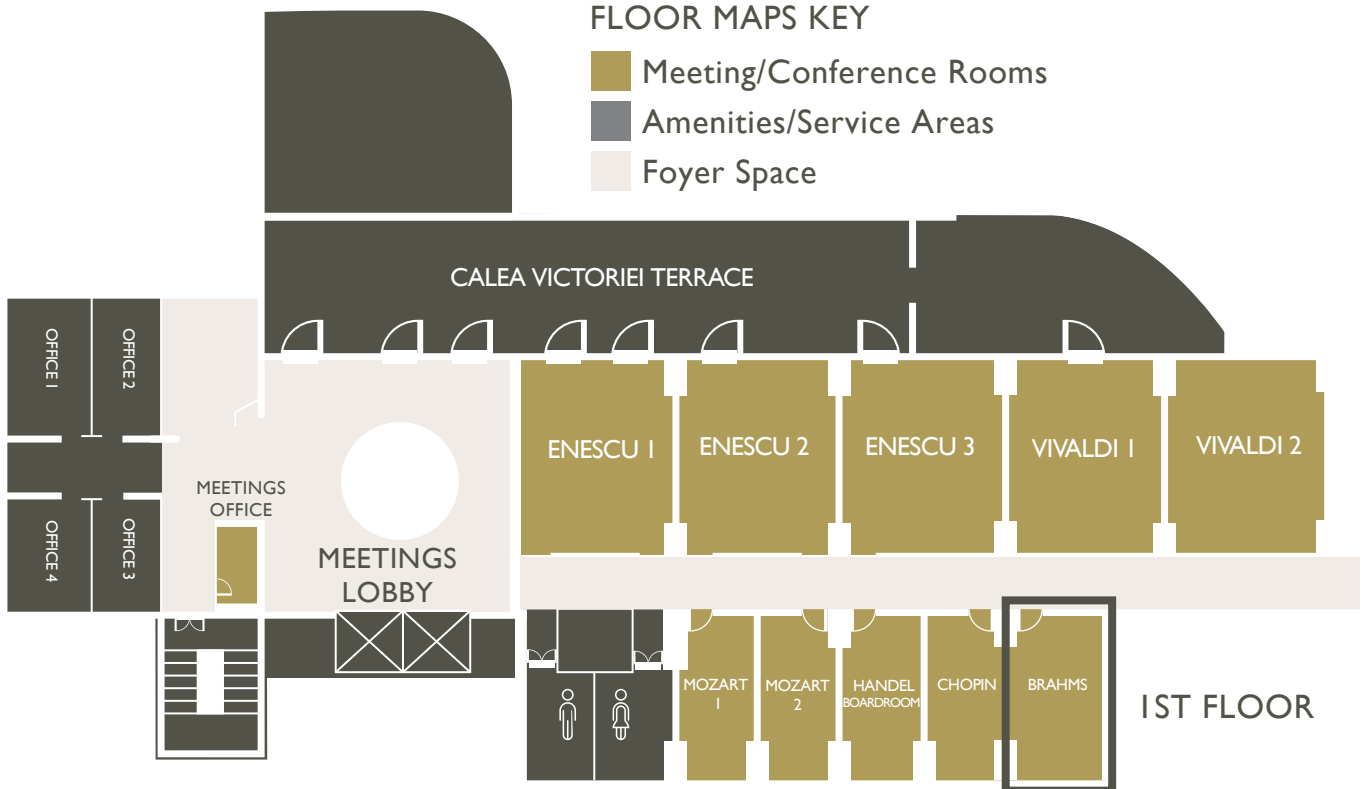 FLOOR MAPS KEY
Meeting/Conference Rooms
Amenities/Service Areas
Foyer Space
CALEA VICTORIEI TERRACE
OFFICE 1
OFFICE 2
OFFICE 4
OFFICE 3
MEETINGS
OFFICE
MEETINGS
LOBBY
ENESCU 1
ENESCU 2
ENESCU 3
VIVALDI 1
VIVALDI 2
MOZART
1
MOZART
2
HANDEL
BOARDROOM
CHOPIN
BRAHMS
1ST FLOOR